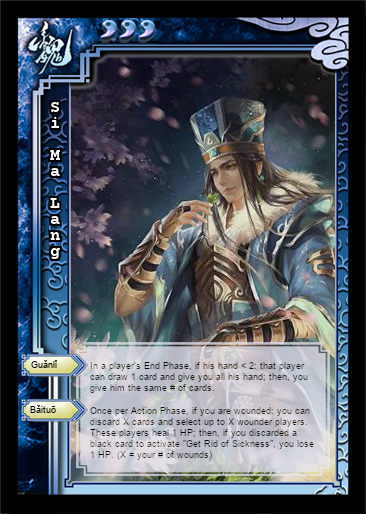 魏
Si Ma Lang
Guǎnlǐ
In a player's End Phase, if his hand < 2: that player
can draw 1 card and give you all his hand; then, you
give him the same # of cards.
Bǎituō
Once per Action Phase, if you are wounded: you can
discard X cards and select up to X wounder players.
These players heal 1 HP; then, if you discarded a
black card to activate "Get Rid of Sickness", you lose
1 HP. (X = your # of wounds)